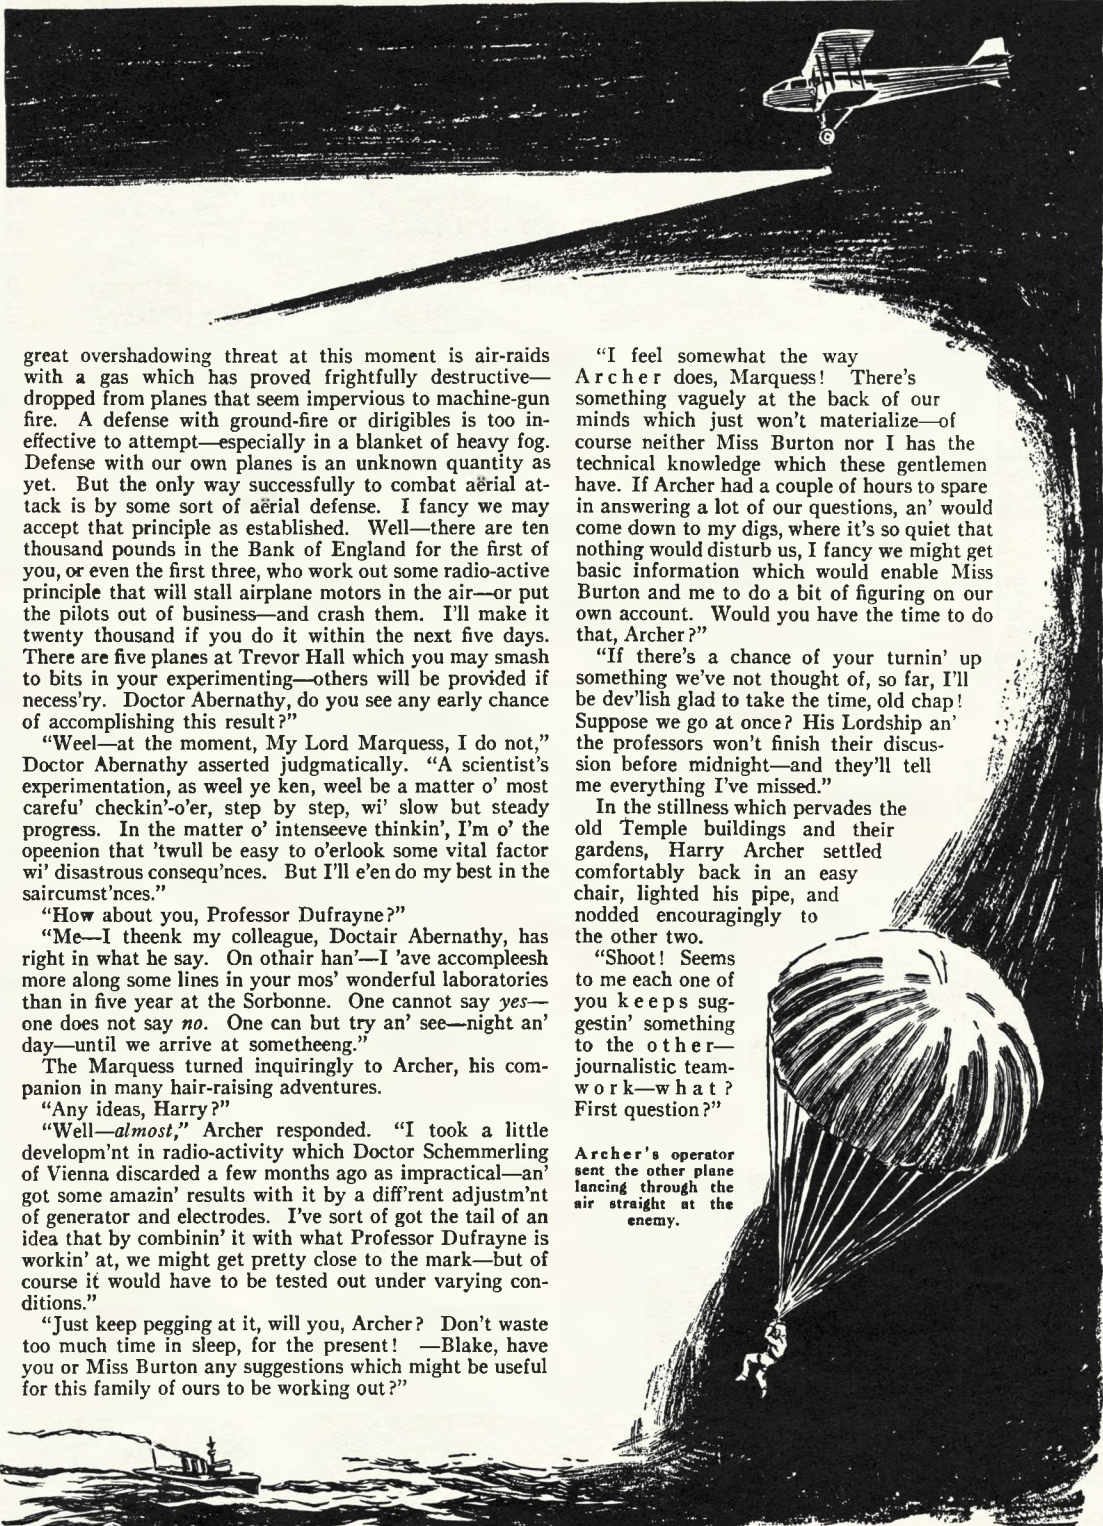 great overshadowing threat at this moment is air-raids
with a gas which has proved frightfully destructive—
dropped from planes that seem impervious to machine-gun
fire. A defense with ground-fire or dirigibles is too in-
effective to attempt—especially in a blanket of heavy fog.
Defense with our own planes is an unknown quantity as
yet. But the only way successfully to combat aërial at-
tack is by some sort of aërial defense. I fancy we may
accept that principle as established. Well—there are ten
thousand pounds in the Bank of England for the first of
you, or even the first three, who work out some radio-active
principle that will stall airplane motors in the air—or put
the pilots out of business—and crash them. I'll make it
twenty thousand if you do it within the next five days.
There are five planes at Trevor Hall which you may smash
to bits in your experimenting—others will be provided if
necess'ry. Doctor Abernathy, do you see any early chance
of accomplishing this result?"
"Weel—at the moment, My Lord Marquess, I do not,"
Doctor Abernathy asserted judgmatically. "A scientist's
experimentation, as weel ye ken, weel be a matter o' most
carefu' checkin'-o'er, step by step, wi' slow but steady
progress. In the matter o' intenseeve thinkin', I'm o' the
opeenion that 'twull be easy to o'erlook some vital factor
wi' disastrous consequ'nces. But I'll e'en do my best in the
saircumst'nces."
"How about you, Professor Dufrayne?"
"Me—I theenk my colleague, Doctair Abernathy, has
right in what he say. On othair han'—I 'ave accompleesh
more along some lines in your mos' wonderful laboratories
than in five year at the Sorbonne. One cannot say yes—
one does not say no. One can but try an' see—night an'
day—until we arrive at sometheeng."
The Marquess turned inquiringly to Archer, his com-
panion in many hair-raising adventures.
"Any ideas, Harry?"
"Well—almost," Archer responded. "I took a little
developm'nt in radio-activity which Doctor Schemmerling
of Vienna discarded a few months ago as impractical—an'
got some amazin' results with it by a diff'rent adjustm'nt
of generator and electrodes. I've sort of got the tail of an
idea that by combinin' it with what Professor Dufrayne is
workin' at, we might get pretty close to the mark—but of
course it would have to be tested out under varying con-
ditions."
"Just keep pegging at it, will you, Archer? Don't waste
too much time in sleep, for the present! —Blake, have
you or Miss Burton any suggestions which might be useful
for this family of ours to be working out?"
"I feel somewhat the way
Archer does, Marquess! There's
something vaguely at the back of our
minds which just won't materialize—of
course neither Miss Burton nor I has the
technical knowledge which these gentlemen
have. If Archer had a couple of hours to spare
in answering a lot of our questions, an' would
come down to my digs, where it's so quiet that
nothing would disturb us, I fancy we might get
basic information which would enable Miss
Burton and me to do a bit of figuring on our
own account. Would you have the time to do
that, Archer?"
"If there's a chance of your turnin' up
something we've not thought of, so far, I'll
be dev'lish glad to take the time, old chap!
Suppose we go at once? His Lordship an'
the professors won't finish their discus-
sion before midnight—and they'll tell
me everything I've missed."
In the stillness which pervades the
old Temple buildings and their
gardens, Harry Archer settled
comfortably back in an easy
chair, lighted his pipe, and
nodded encouragingly to
the other two.
"Shoot! Seems
to me each one of
you keeps sug-
gestin' something
to the other—
journalistic team-
work—what?
First question?"
Archer's operator
sent the other plane
lancing through the
air straight at the
enemy.